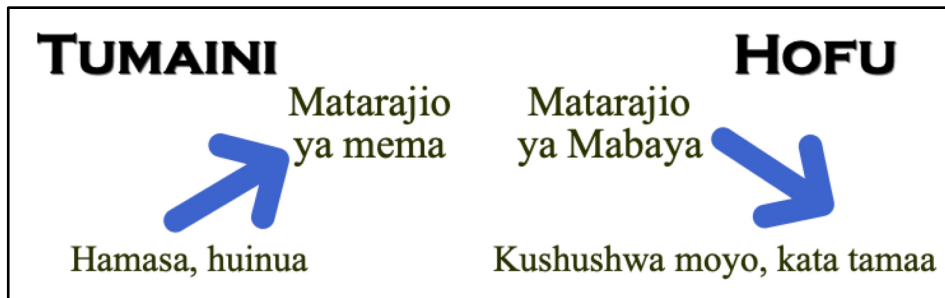 TUMAINI
Matarajio
ya mema
Hamasa, huinua
HOFU
Matarajio
ya Mabaya
Kushushwa moyo, kata tamaa